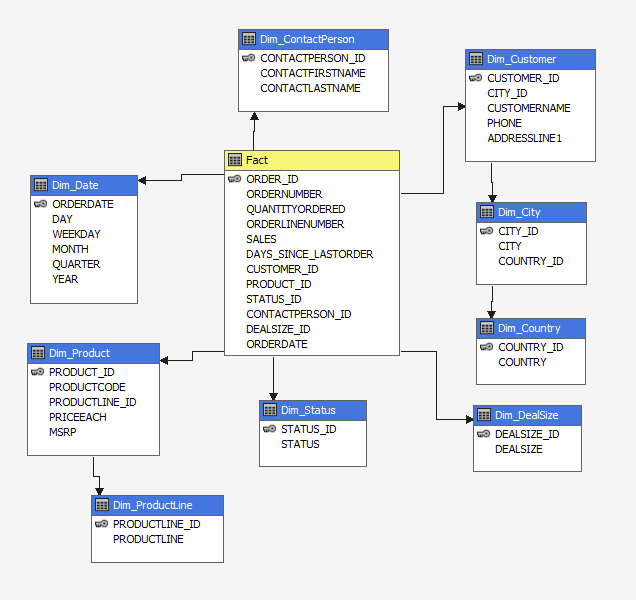 Dim_ContactPerson
CONTACTPERSON_ID
CONTACTFIRSTNAME
CONTACTLASTNAME
Dim_Customer
CUSTOMER_ID
CITY_ID
CUSTOMERNAME
PHONE
ADDRESSLINE1
Fact
ORDER_ID
ORDERNUMBER
QUANTITYORDERED
ORDERLINENUMBER
SALES
DAYS_SINCE_LASTORDER
CUSTOMER_ID
PRODUCT_ID
STATUS_ID
CONTACTPERSON_ID
DEALSIZE_ID
ORDERDATE
Dim_Date
ORDERDATE
DAY
WEEKDAY
MONTH
QUARTER
YEAR
Dim_City
CITY_ID
CITY
COUNTRY_ID
Dim_Country
COUNTRY_ID
COUNTRY
Dim_Product
PRODUCT_ID
PRODUCTCODE
PRODUCTLINE_ID
PRICEEACH
MSRP
Dim_Status
STATUS_ID
STATUS
Dim_DealSize
DEALSIZE_ID
DEALSIZE
Dim_ProductLine
PRODUCTLINE_ID
PRODUCTLINE